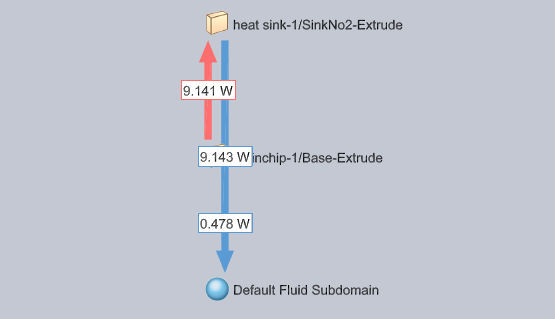 heat sink-1/SinkNo2-Extrude
9.141 W
9.143 W
inchip-1/Base-Extrude
0.478 W
Default Fluid Subdomain